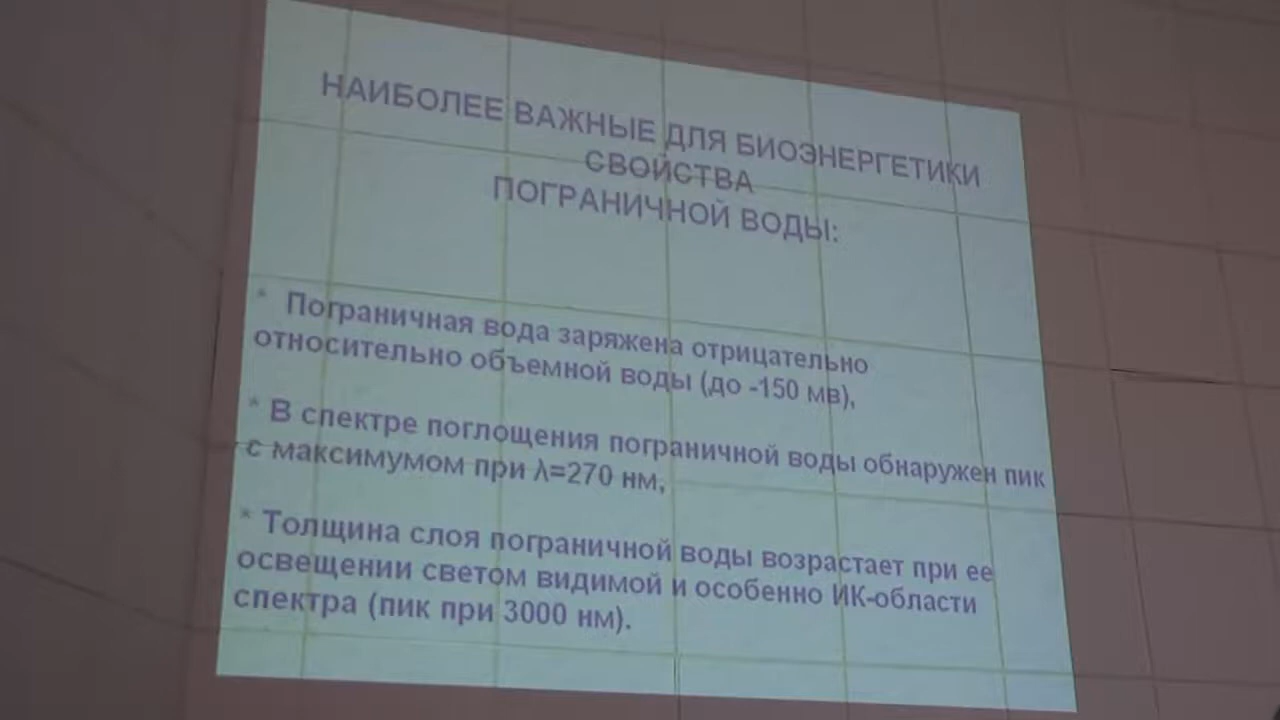 НАИБОЛЕЕ ВАЖНЫЕ ДЛЯ БИОЭНЕРГЕТИКИ
СВОЙСТВА
ПОГРАНИЧНОЙ ВОДЫ:
* Пограничная вода заряжена отрицательно
относительно объемной воды (до -150 мв),
* В спектре поглощения пограничной воды обнаружен пик
с максимумом при λ=270 нм,
* Толщина слоя пограничной воды возрастает при ее
освещении светом видимой и особенно ИК-области
спектра (пик при 3000 нм).